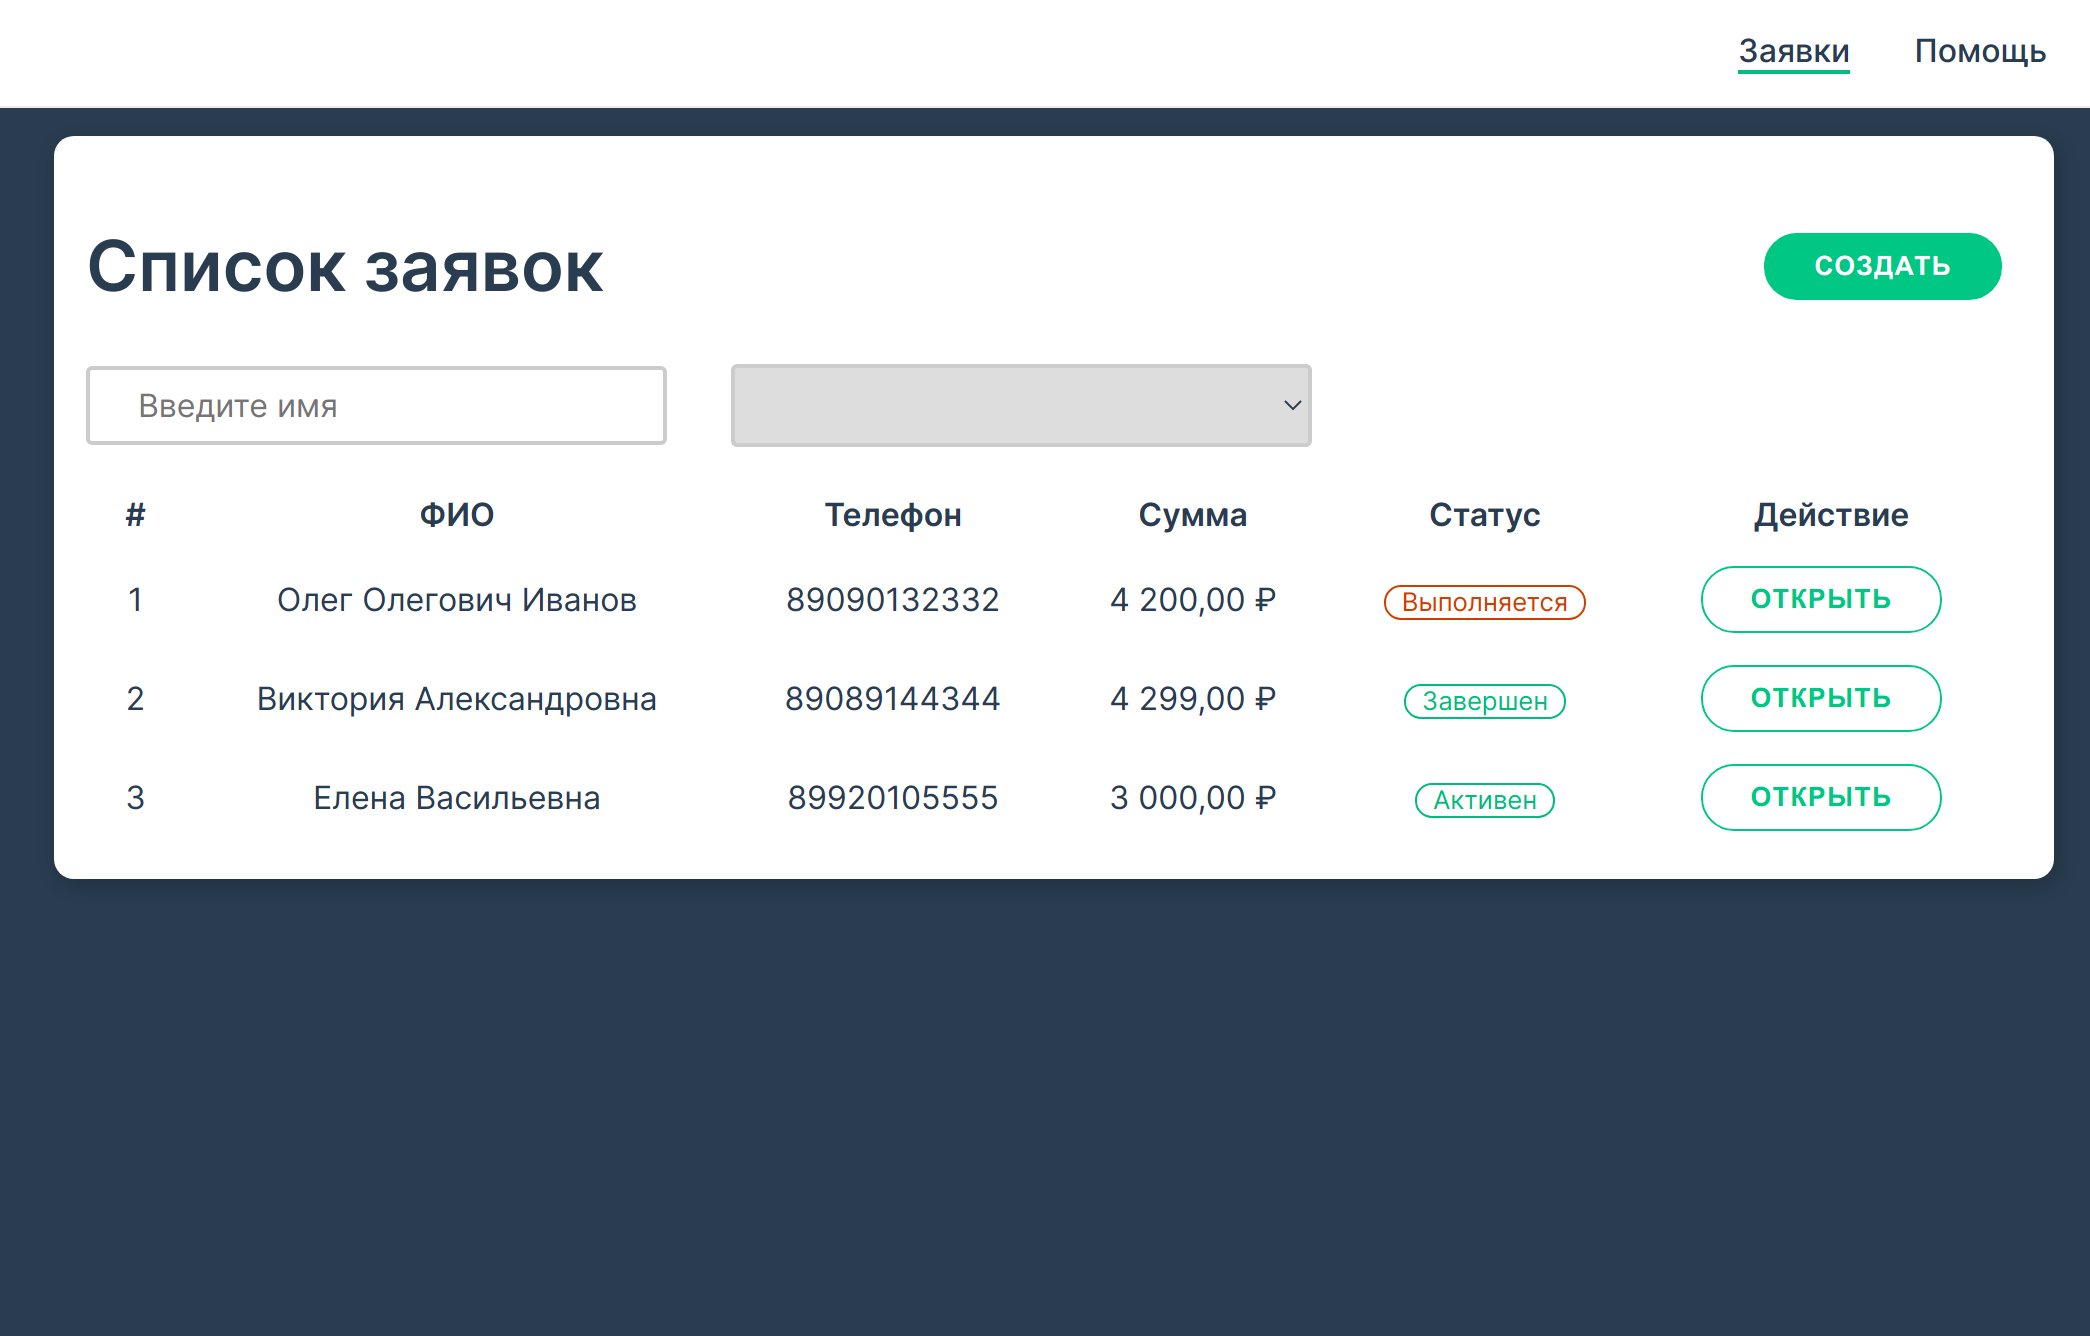 Заявки Помощь
Список заявок
СОЗДАТЬ
Введите имя
# ФИО Телефон Сумма Статус Действие
1 Олег Олегович Иванов 89090132332 4 200,00 ₽ Выполняется ОТКРЫТЬ
2 Виктория Александровна 89089144344 4 299,00 ₽ Завершен ОТКРЫТЬ
3 Елена Васильевна 89920105555 3 000,00 ₽ Активен ОТКРЫТЬ